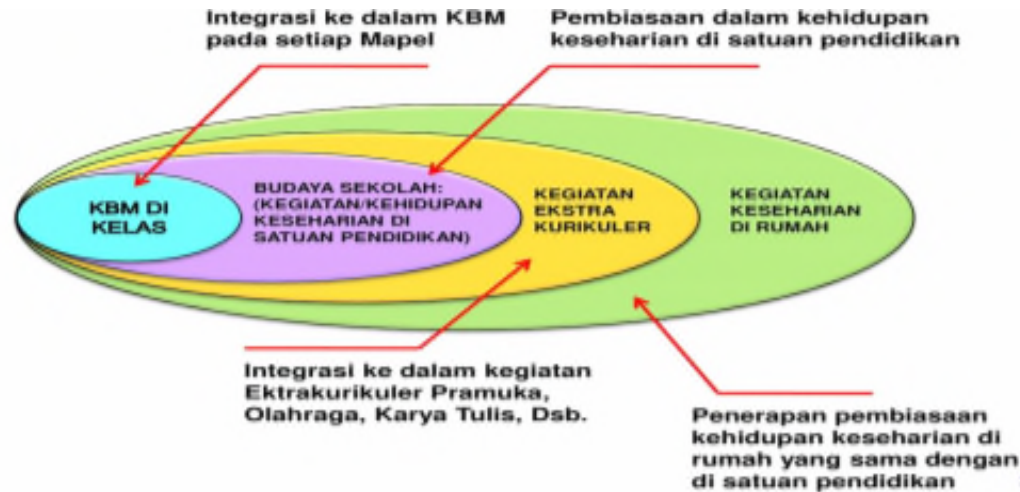 Integrasi ke dalam KBM
pada setiap Mapel
Pembiasaan dalam kehidupan
keseharian di satuan pendidikan
KBM DI
KELAS
BUDAYA SEKOLAH:
(KEGIATAN/KEHIDUPAN
KESEHARIAN DI
SATUAN PENDIDIKAN)
KEGIATAN
EKSTRA
KURIKULER
KEGIATAN
KESEHARIAN
DI RUMAH
Integrasi ke dalam kegiatan
Ektrakurikuler Pramuka,
Olahraga, Karya Tulis, Dsb.
Penerapan pembiasaan
kehidupan keseharian di
rumah yang sama dengan
di satuan pendidikan